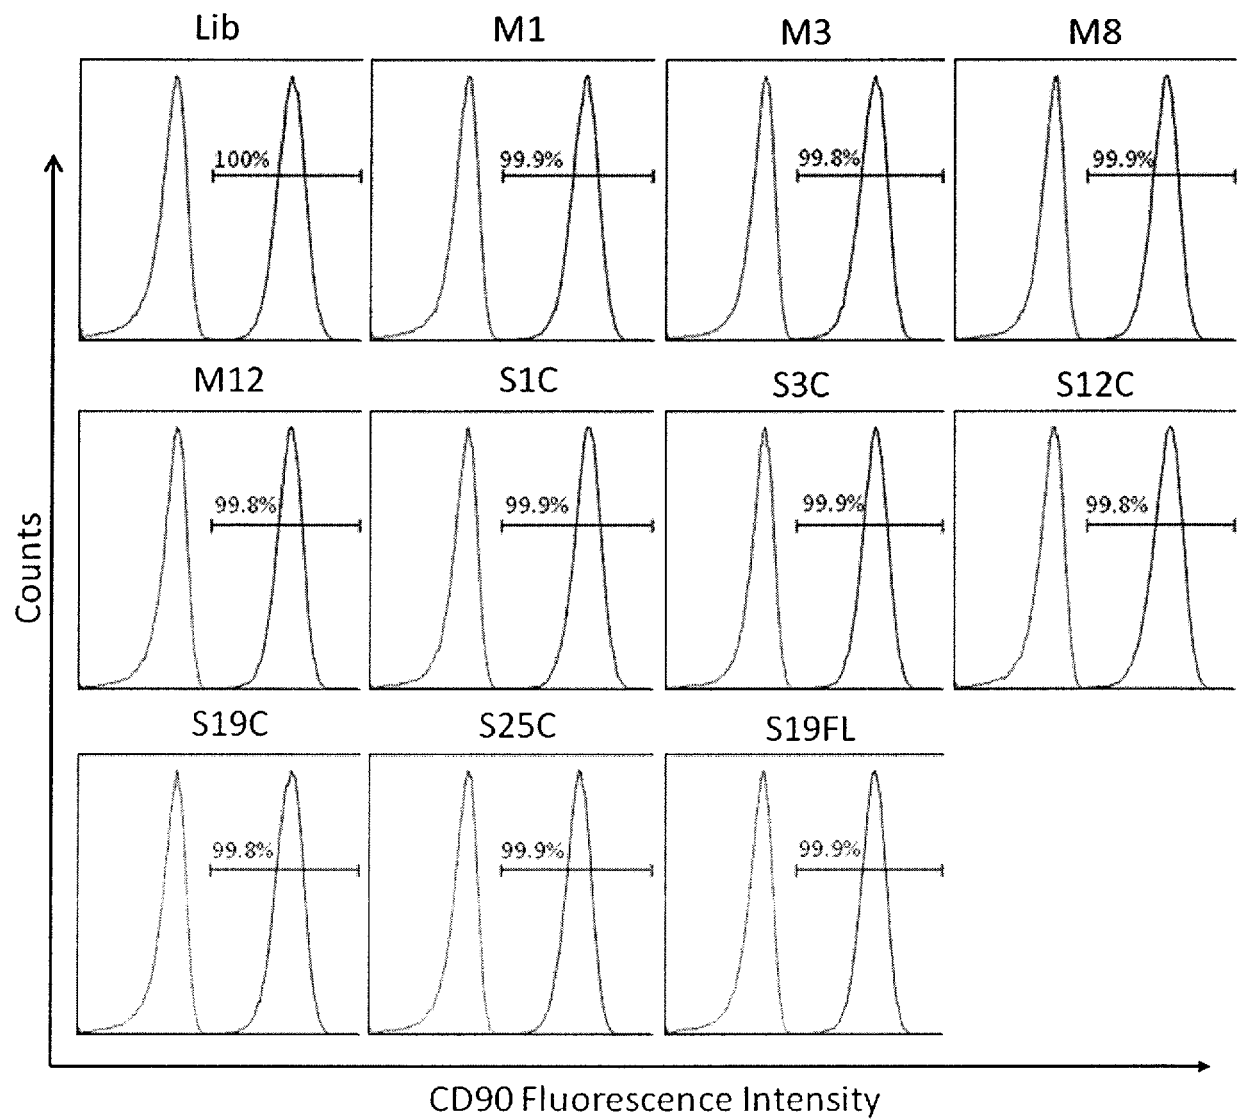 Lib M1 M3 M8
100% 99.9% 99.8% 99.9%
M12 S1C S3C S12C
99.8% 99.9% 99.9% 99.8%
S19C S25C S19FL
99.8% 99.9% 99.9%
Counts
CD90 Fluorescence Intensity